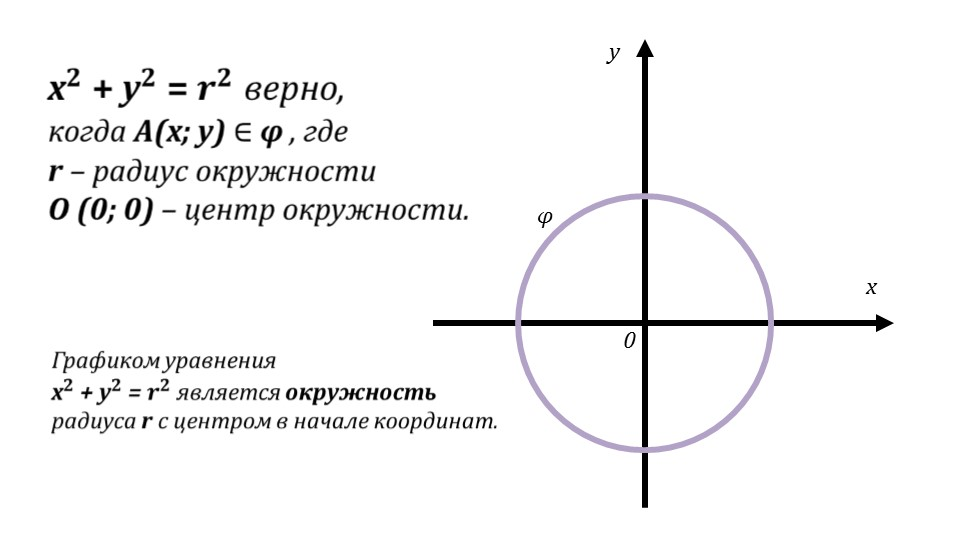 x² + y² = r² верно,
когда A(x; y) ∈ φ , где
r – радиус окружности
O (0; 0) – центр окружности.
Графиком уравнения
x² + y² = r² является окружность
радиуса r с центром в начале координат.
y
φ
x
0